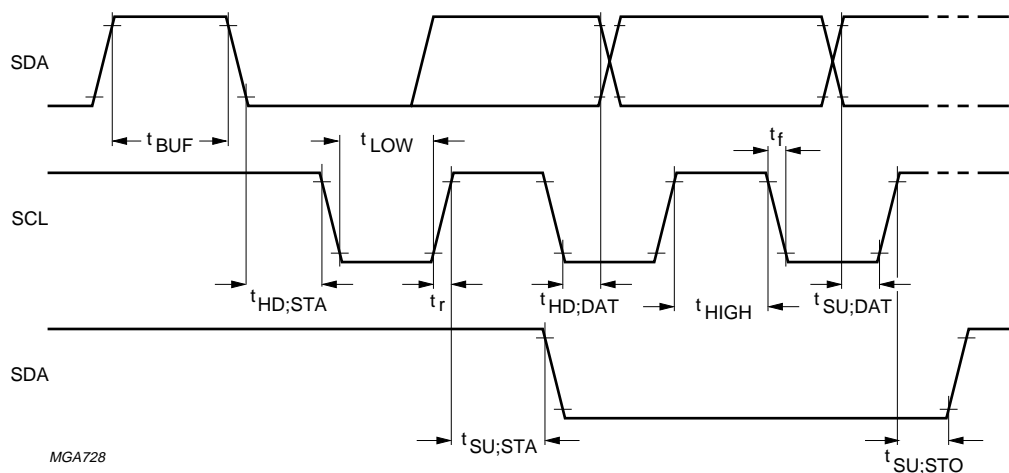 SDA
t BUF
t LOW
t f
SCL
t HD;STA
t r
t HD;DAT
t HIGH
t SU;DAT
SDA
t SU;STA
t SU;STO
MGA728